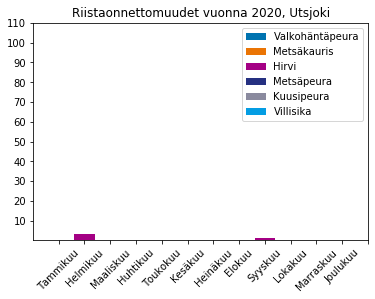 Riistaonnettomuudet vuonna 2020, Utsjoki
110
100
90
80
70
60
50
40
30
20
10
Valkohäntäpeura
Metsäkauris
Hirvi
Metsäpeura
Kuusipeura
Villisika
Tammikuu
Helmikuu
Maaliskuu
Huhtikuu
Toukokuu
Kesäkuu
Heinäkuu
Elokuu
Syyskuu
Lokakuu
Marraskuu
Joulukuu